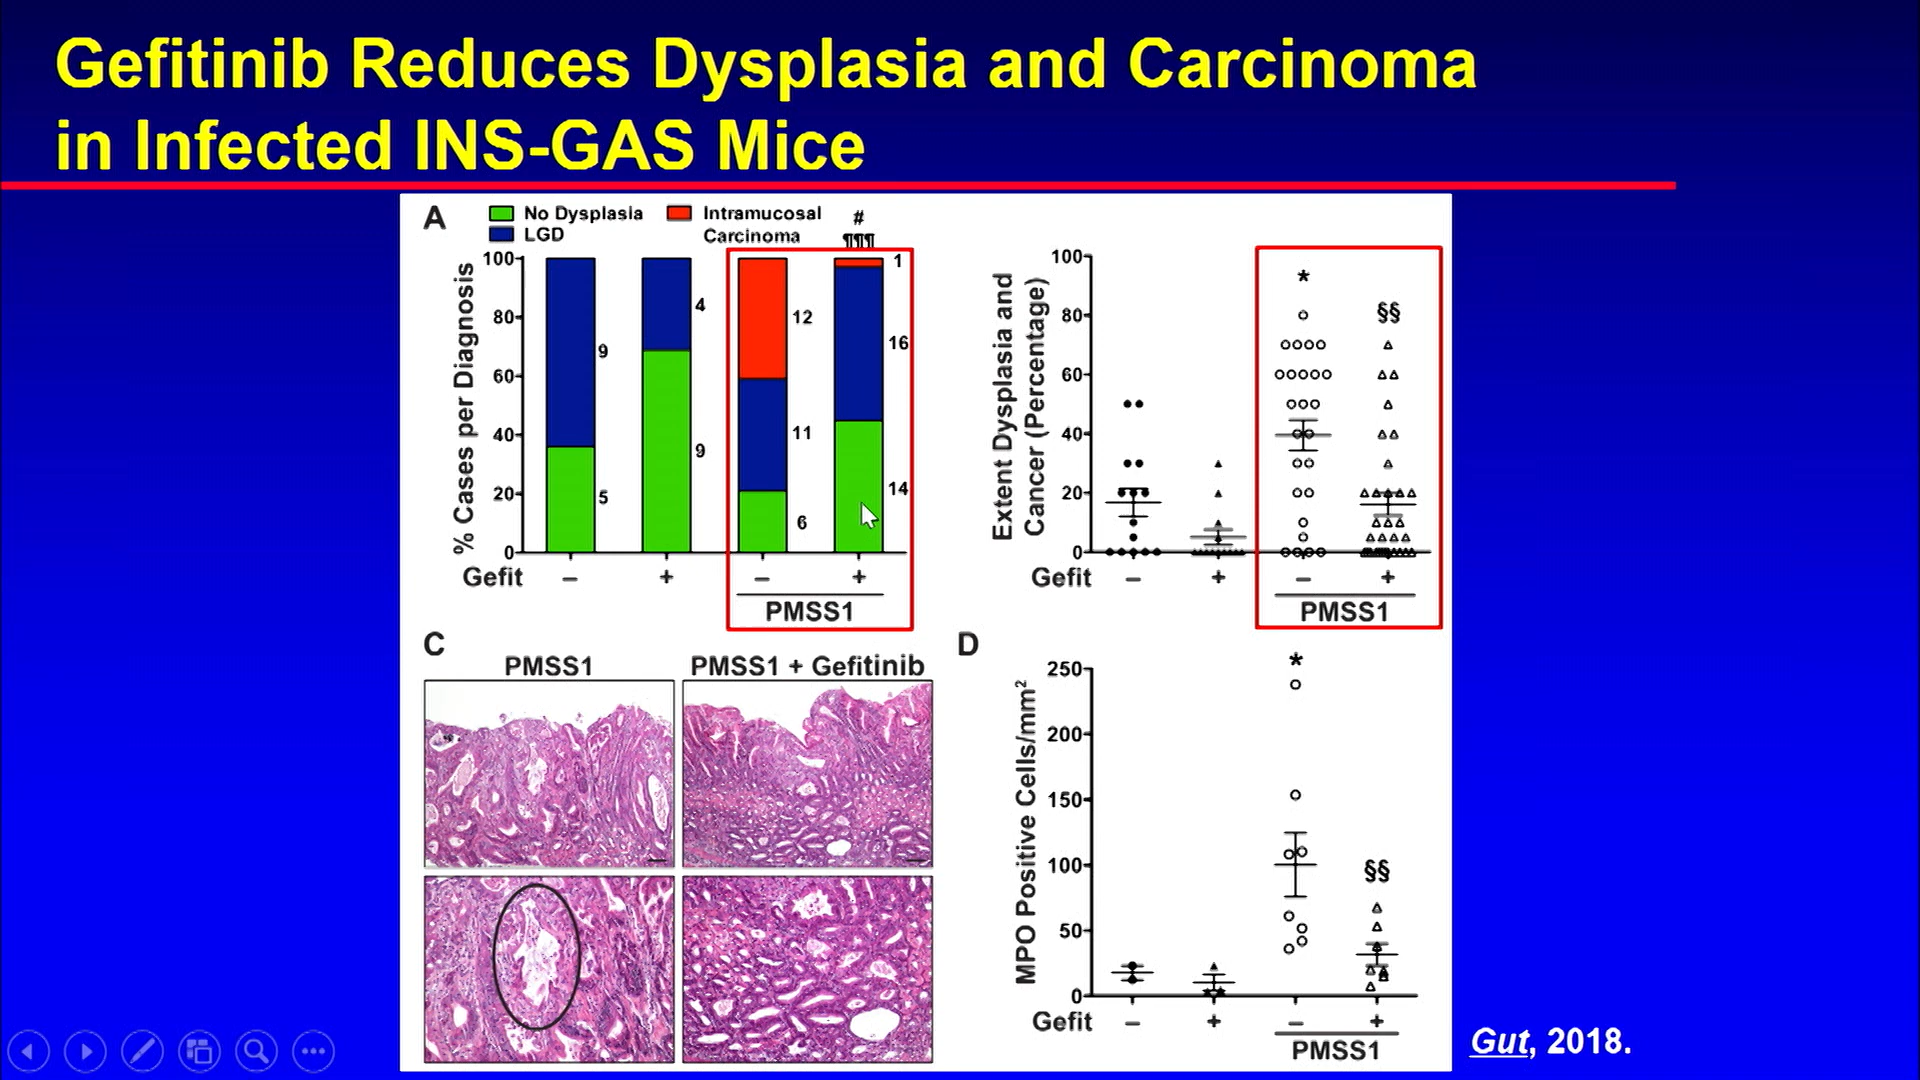 Gefitinib Reduces Dysplasia and Carcinoma
in Infected INS-GAS Mice
A
No Dysplasia
LGD
Intramucosal
Carcinoma
#
¶¶¶
% Cases per Diagnosis
100
80
60
40
20
0
9
5
4
9
12
11
6
1
16
14
Gefit − + − +
PMSS1
Extent Dysplasia and
Cancer (Percentage)
100
80
60
40
20
0
*
§§
Gefit − + − +
PMSS1
C
PMSS1
PMSS1 + Gefitinib
D
MPO Positive Cells/mm²
250
200
150
100
50
0
*
§§
Gefit − + − +
PMSS1
Gut, 2018.